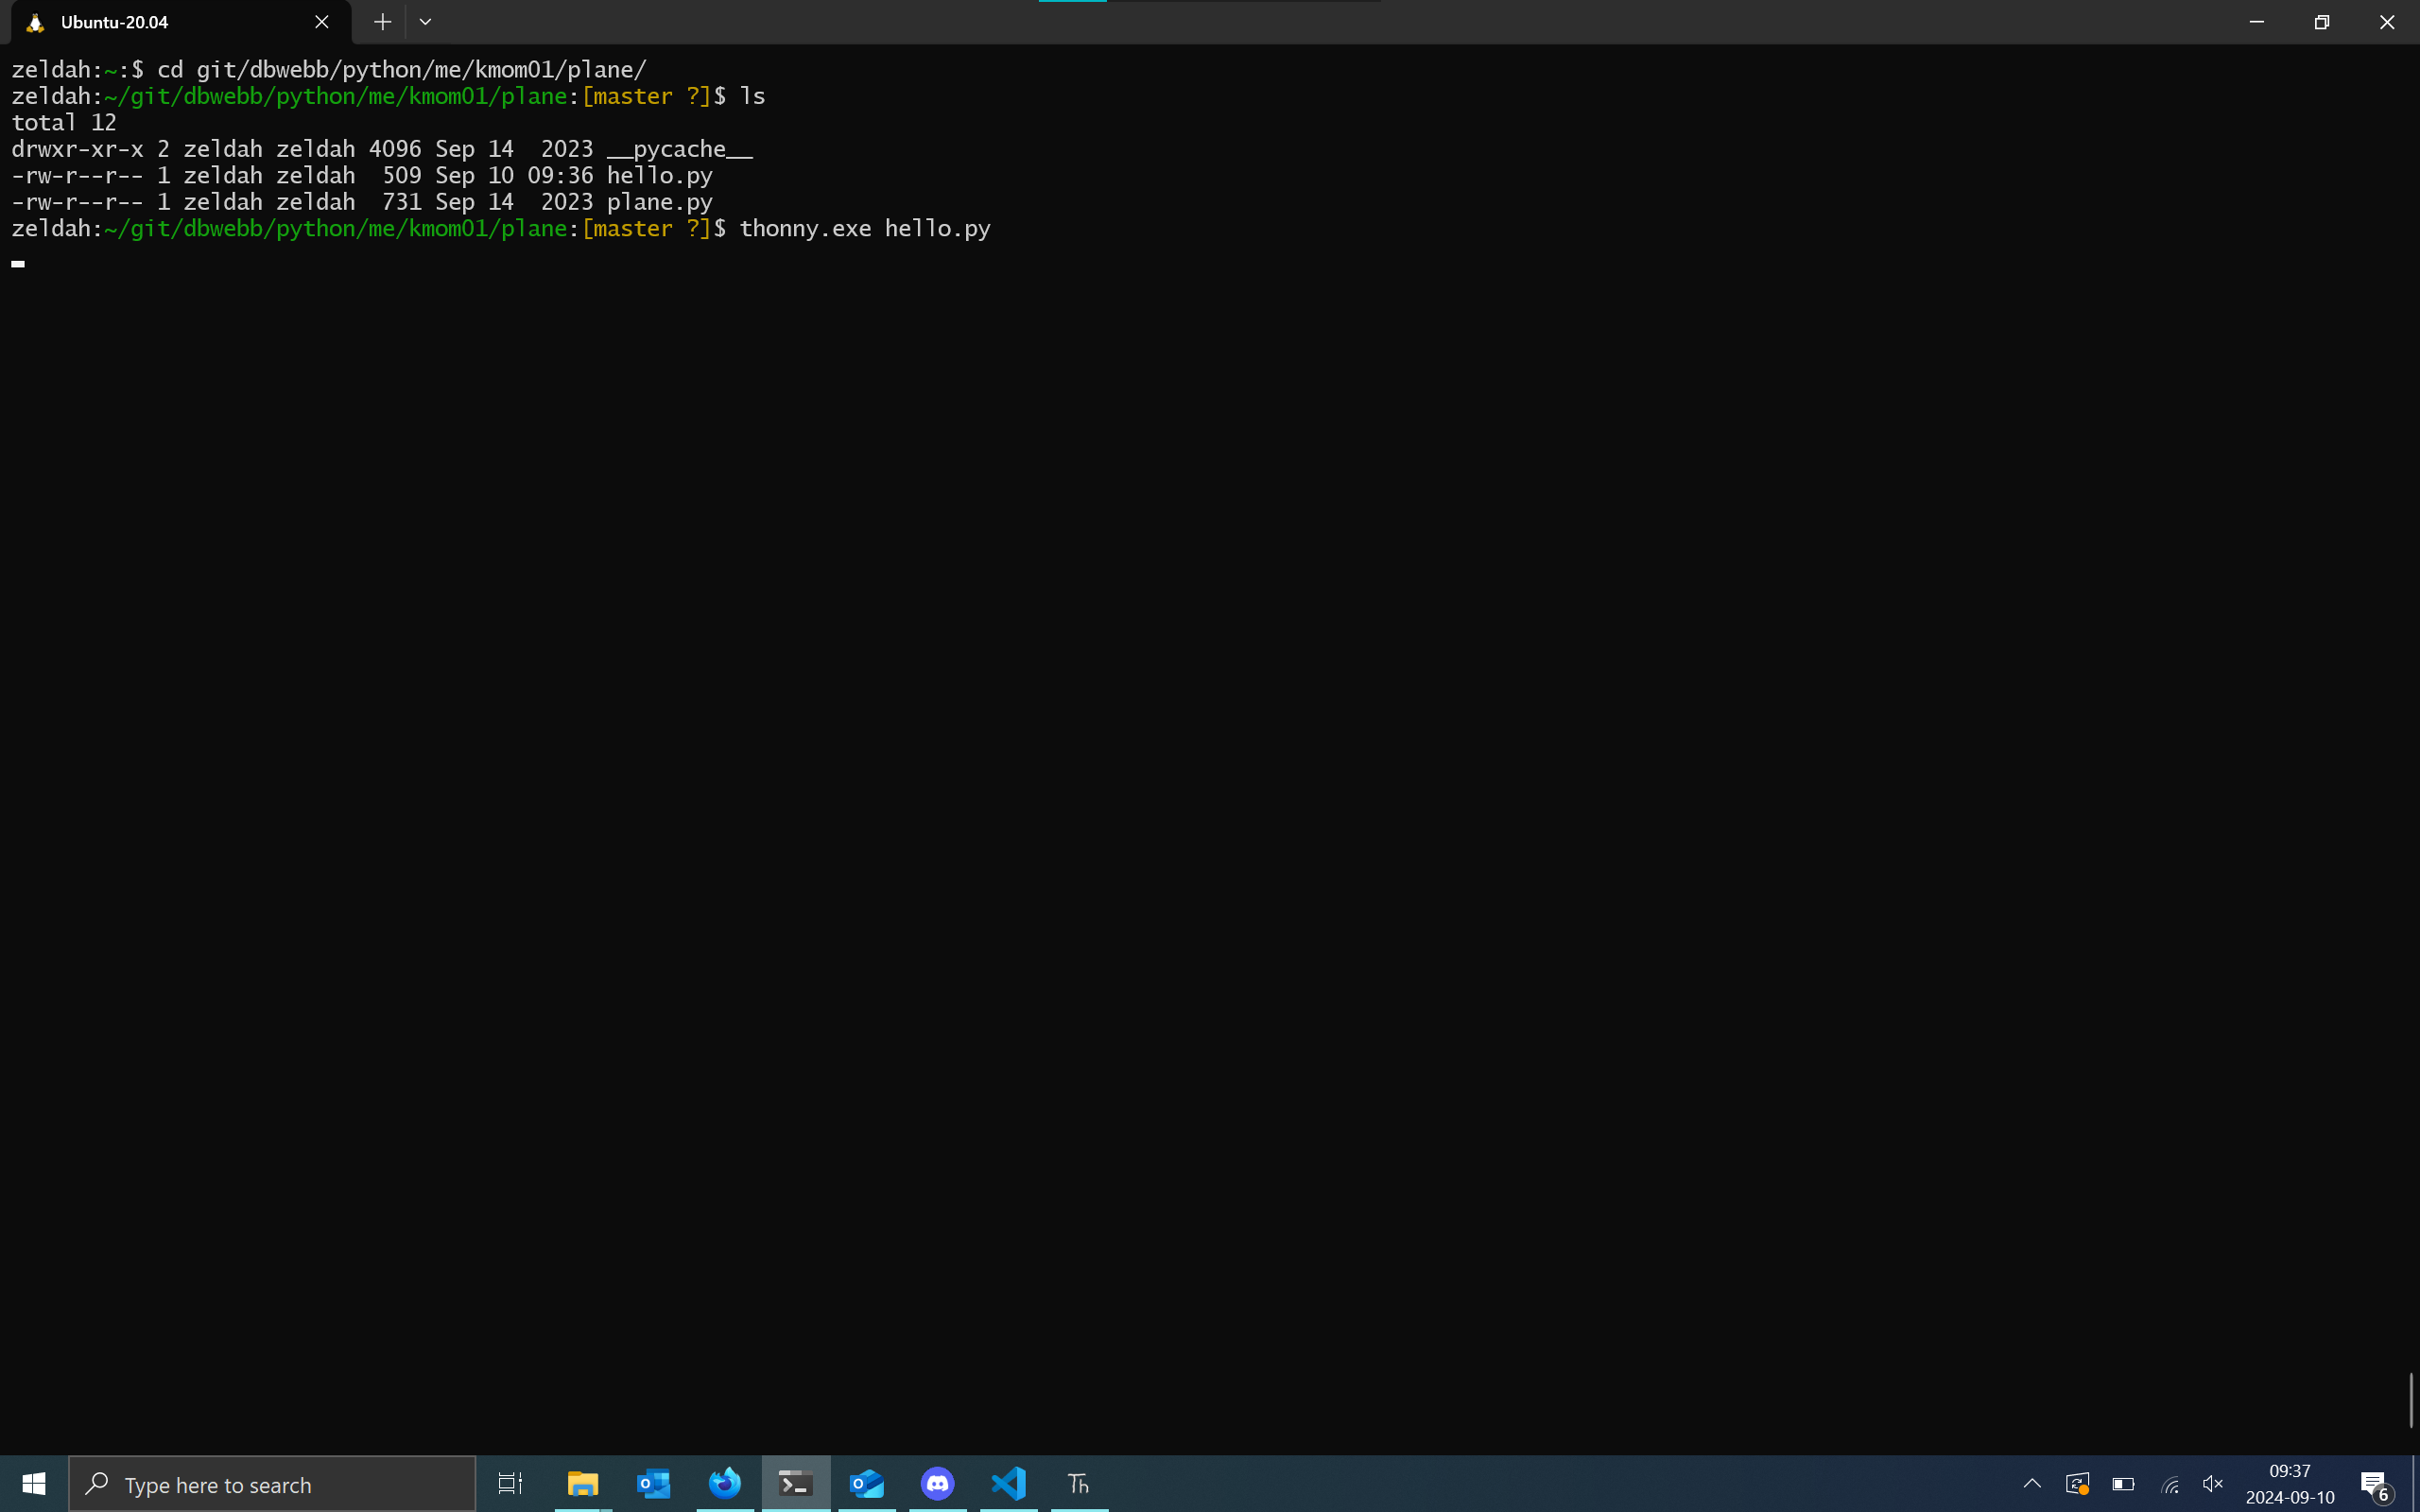 Ubuntu-20.04
zeldah:~:$ cd git/dbwebb/python/me/kmom01/plane/
zeldah:~/git/dbwebb/python/me/kmom01/plane:[master ?]$ ls
total 12
drwxr-xr-x 2 zeldah zeldah 4096 Sep 14  2023 __pycache__
-rw-r--r-- 1 zeldah zeldah  509 Sep 10 09:36 hello.py
-rw-r--r-- 1 zeldah zeldah  731 Sep 14  2023 plane.py
zeldah:~/git/dbwebb/python/me/kmom01/plane:[master ?]$ thonny.exe hello.py
Type here to search
Th
09:37
2024-09-10
6